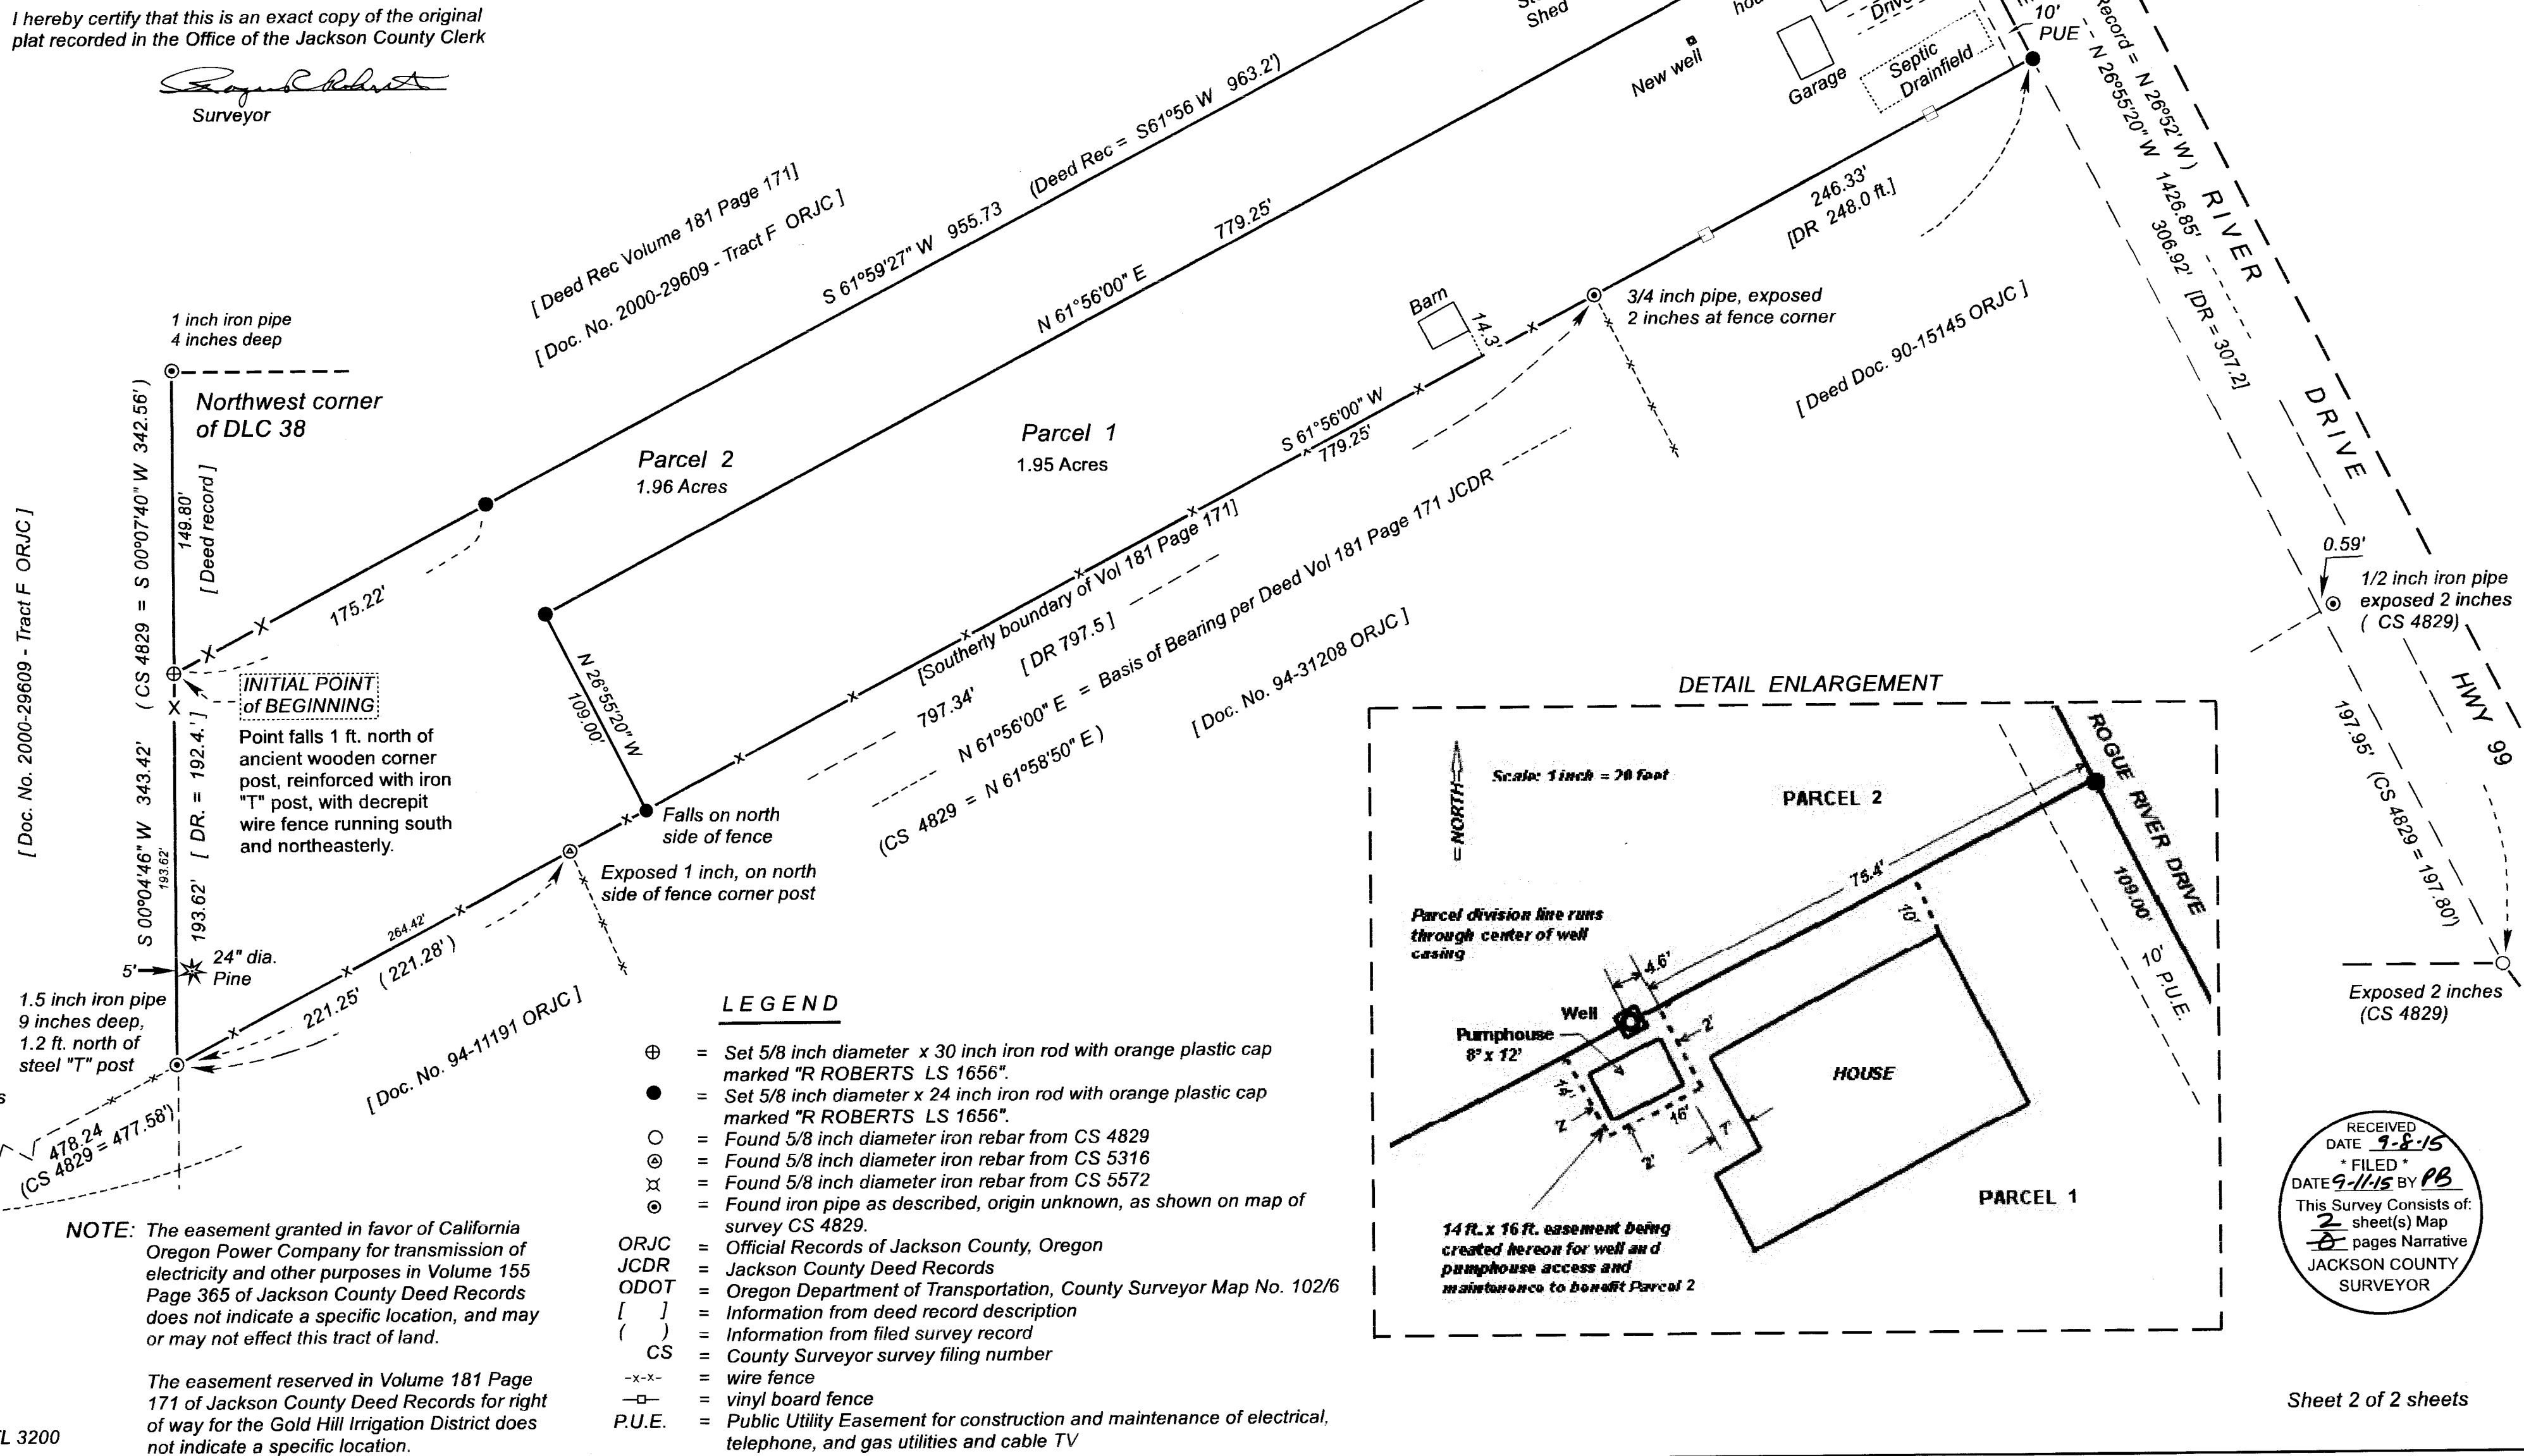 I hereby certify that this is an exact copy of the original
plat recorded in the Office of the Jackson County Clerk
Surveyor
Shed
New well
Garage
Septic
Drainfield
10'
PUE
Record = N 26°52' W )
N 26°55'20" W 1426.85'
306.92' [DR = 307.2]
RIVER
DRIVE
HWY 99
[ Deed Rec Volume 181 Page 171]
[ Doc. No. 2000-29609 - Tract F ORJC ]
S 61°59'27" W 955.73 (Deed Rec = S61°56 W 963.2')
N 61°56'00" E 779.25'
246.33'
[DR 248.0 ft.]
Barn
14.3'
3/4 inch pipe, exposed
2 inches at fence corner
[ Deed Doc. 90-15145 ORJC ]
1 inch iron pipe
4 inches deep
Northwest corner
of DLC 38
( CS 4829 = S 00°07'40" W 342.56')
149.80'
[ Deed record ]
[ Doc. No. 2000-29609 - Tract F ORJC ]
Parcel 2
1.96 Acres
Parcel 1
1.95 Acres
S 61°56'00" W
779.25'
175.22'
INITIAL POINT
of BEGINNING
Point falls 1 ft. north of
ancient wooden corner
post, reinforced with iron
"T" post, with decrepit
wire fence running south
and northeasterly.
N 26°55'20" W
109.00'
[Southerly boundary of Vol 181 Page 171]
797.34' [ DR 797.5 ]
N 61°56'00" E = Basis of Bearing per Deed Vol 181 Page 171 JCDR
(CS 4829 = N 61°58'50" E )
[ Doc. No. 94-31208 ORJC ]
Falls on north
side of fence
Exposed 1 inch, on north
side of fence corner post
S 00°04'46" W 343.42'
193.62'
193.62' [ DR. = 192.4.' ]
5'
24" dia.
Pine
1.5 inch iron pipe
9 inches deep,
1.2 ft. north of
steel "T" post
264.42'
221.25' ( 221.28' )
[ Doc. No. 94-11191 ORJC ]
478.24
(CS 4829 = 477.58')
0.59'
1/2 inch iron pipe
exposed 2 inches
( CS 4829)
197.95' (CS 4829 = 197.80')
Exposed 2 inches
(CS 4829)
DETAIL ENLARGEMENT
= NORTH =
Scale: 1 inch = 20 feet
PARCEL 2
ROGUE RIVER DRIVE
75.4'
10'
109.00'
10' P.U.E.
Parcel division line runs
through center of well
casing
4.6'
Well
Pumphouse
8' x 12'
2'
14'
2'
16'
2'
7'
HOUSE
PARCEL 1
14 ft. x 16 ft. easement being
created hereon for well and
pumphouse access and
maintenance to benefit Parcel 2
LEGEND
= Set 5/8 inch diameter x 30 inch iron rod with orange plastic cap
marked "R ROBERTS LS 1656".
= Set 5/8 inch diameter x 24 inch iron rod with orange plastic cap
marked "R ROBERTS LS 1656".
= Found 5/8 inch diameter iron rebar from CS 4829
= Found 5/8 inch diameter iron rebar from CS 5316
= Found 5/8 inch diameter iron rebar from CS 5572
= Found iron pipe as described, origin unknown, as shown on map of
survey CS 4829.
ORJC = Official Records of Jackson County, Oregon
JCDR = Jackson County Deed Records
ODOT = Oregon Department of Transportation, County Surveyor Map No. 102/6
[ ] = Information from deed record description
( ) = Information from filed survey record
CS = County Surveyor survey filing number
-x-x- = wire fence
= vinyl board fence
P.U.E. = Public Utility Easement for construction and maintenance of electrical,
telephone, and gas utilities and cable TV
NOTE: The easement granted in favor of California
Oregon Power Company for transmission of
electricity and other purposes in Volume 155
Page 365 of Jackson County Deed Records
does not indicate a specific location, and may
or may not effect this tract of land.
The easement reserved in Volume 181 Page
171 of Jackson County Deed Records for right
of way for the Gold Hill Irrigation District does
not indicate a specific location.
L 3200
RECEIVED
DATE 9-8-15
* FILED *
DATE 9-11-15 BY PB
This Survey Consists of:
2 sheet(s) Map
0 pages Narrative
JACKSON COUNTY
SURVEYOR
Sheet 2 of 2 sheets